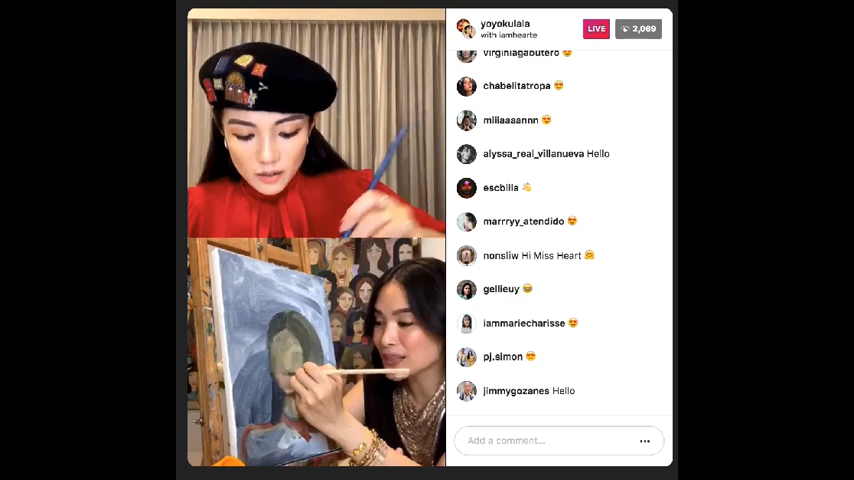 yoyokulala
with iamhearte
LIVE
2,069
virginiagabutero
chabelitatropa
miilaaaannn
alyssa_real_villanueva Hello
escbilla
marrryy_atendido
nonsliw Hi Miss Heart
gellieuy
iammariecharisse
pj.simon
jimmygozanes Hello
Add a comment...